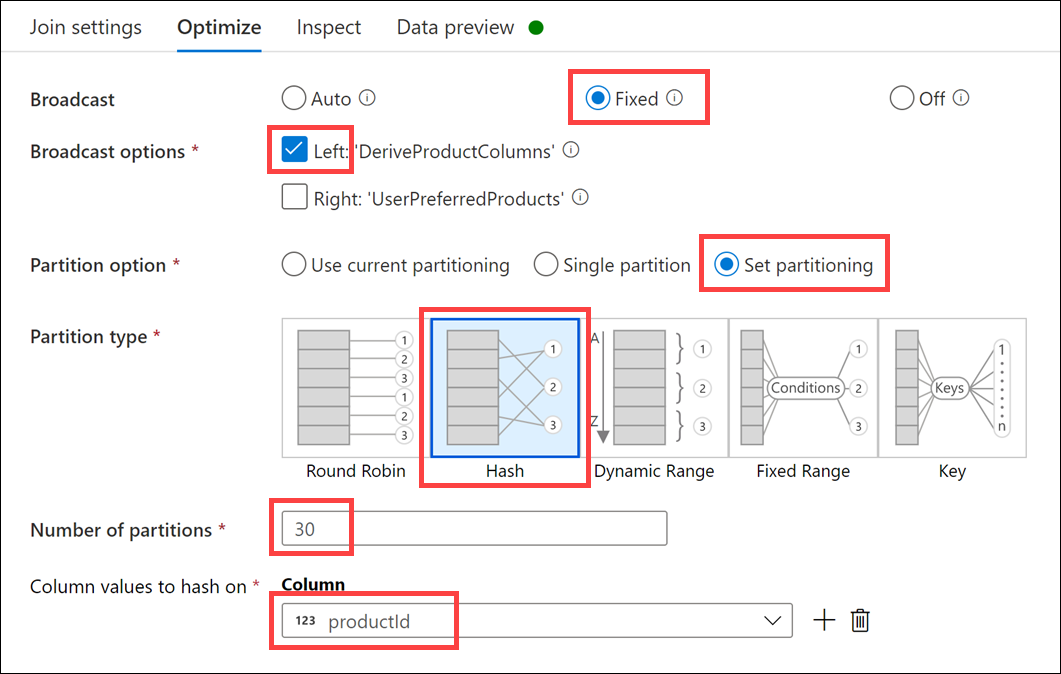 Join settings Optimize Inspect Data preview
Broadcast Auto Fixed Off
Broadcast options * Left: 'DeriveProductColumns'
Right: 'UserPreferredProducts'
Partition option * Use current partitioning Single partition Set partitioning
Partition type *
1 2 3 1 2 3
1 2 3
A Z 1 2 3
Conditions 1 2 3
Keys 1 n
Round Robin Hash Dynamic Range Fixed Range Key
Number of partitions * 30
Column values to hash on * Column
123 productId